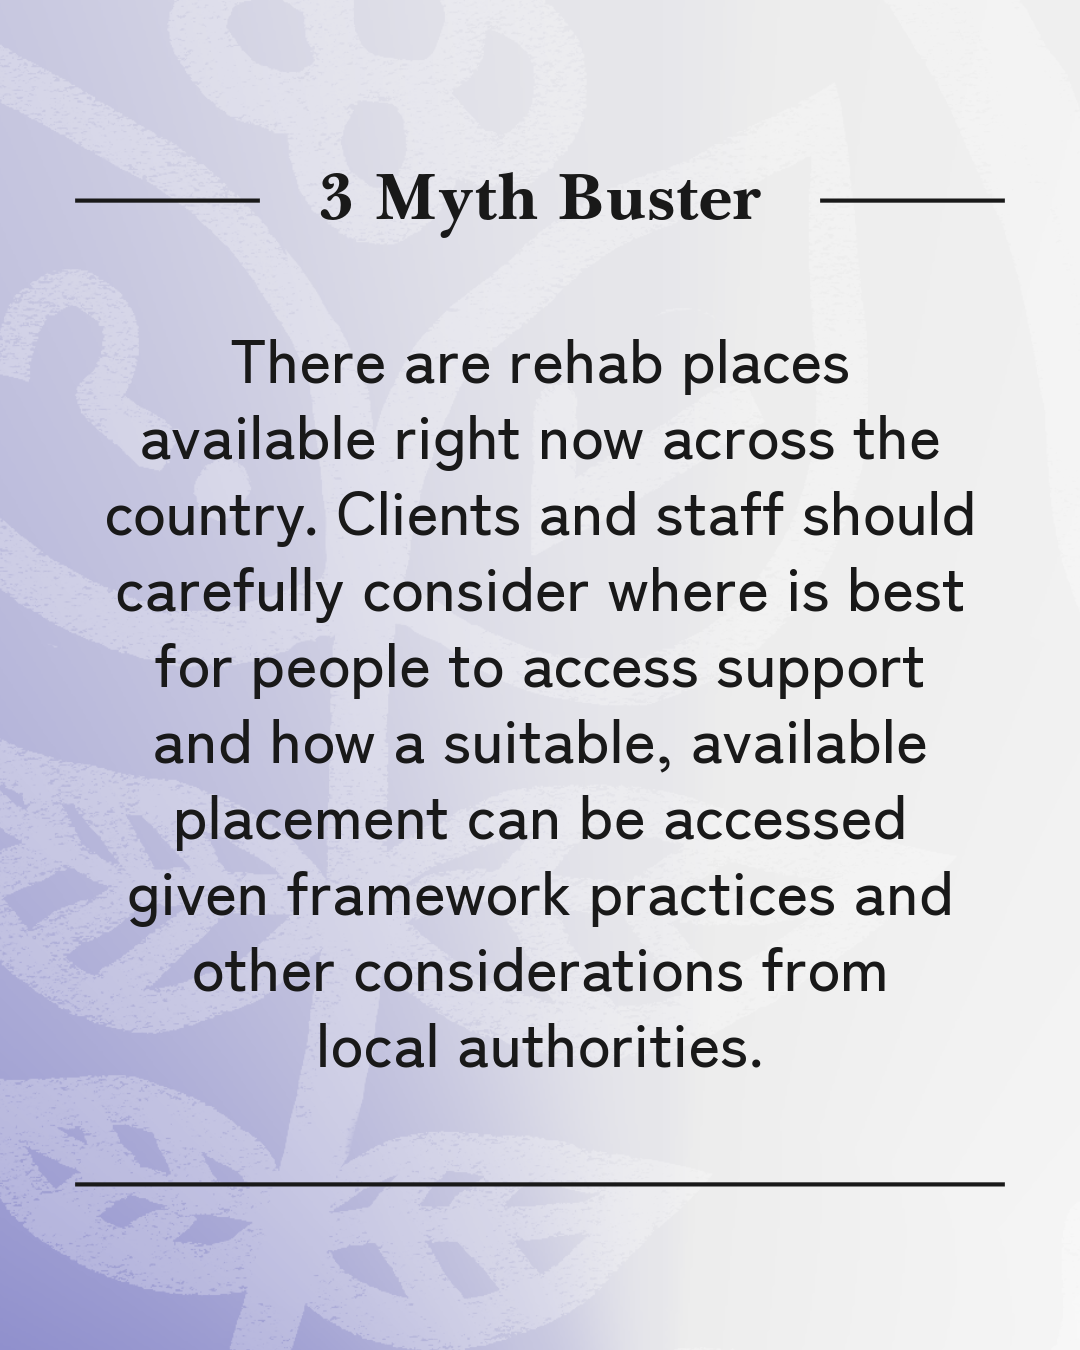 3 Myth Buster
There are rehab places
available right now across the
country. Clients and staff should
carefully consider where is best
for people to access support
and how a suitable, available
placement can be accessed
given framework practices and
other considerations from
local authorities.